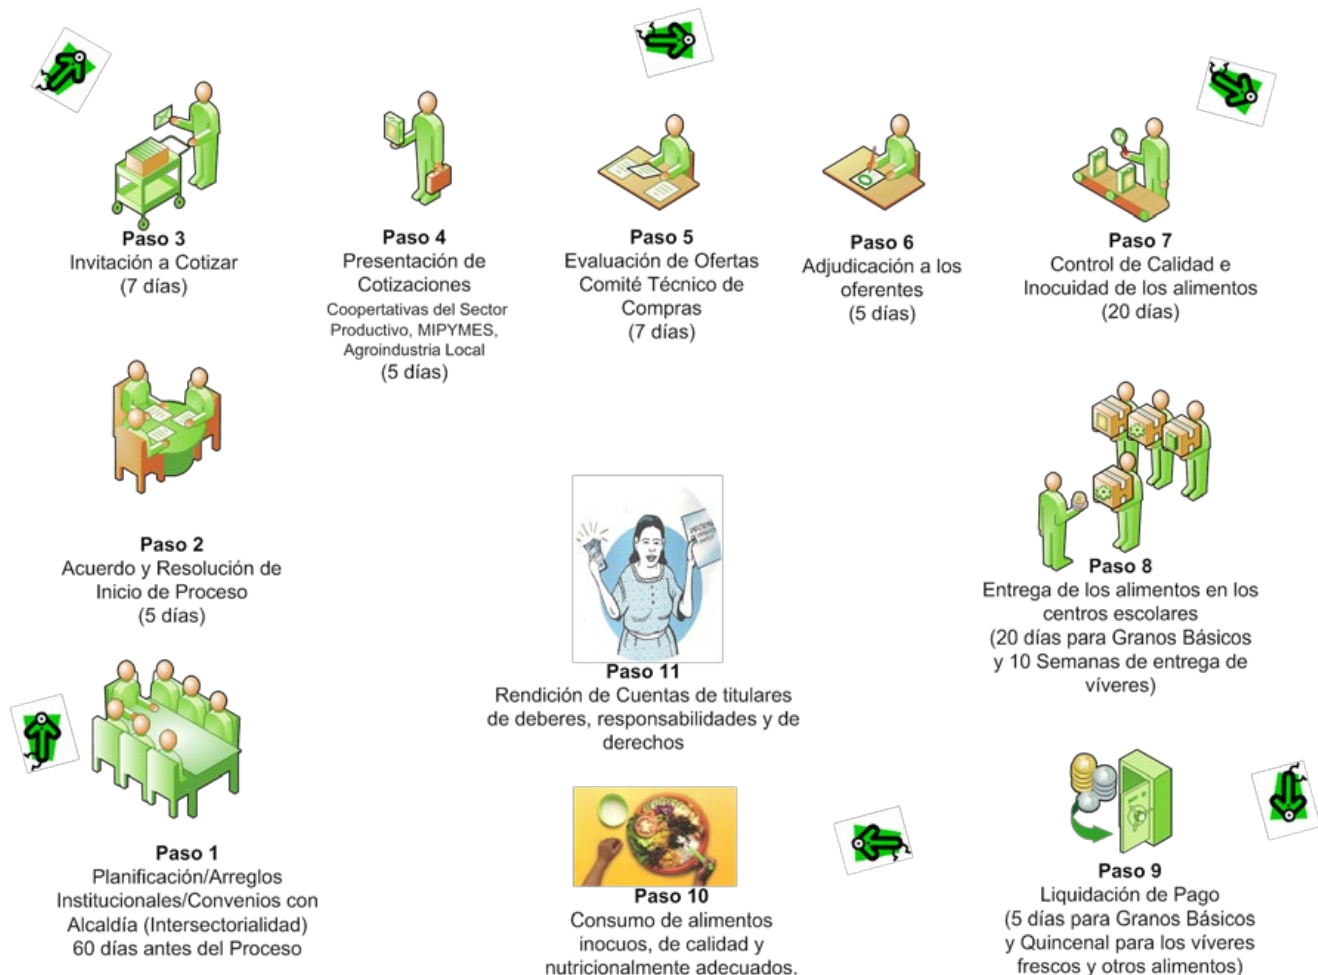 Paso 1
Planificación/Arreglos
Institucionales/Convenios con
Alcaldía (Intersectorialidad)
60 días antes del Proceso
Paso 2
Acuerdo y Resolución de
Inicio de Proceso
(5 días)
Paso 3
Invitación a Cotizar
(7 días)
Paso 4
Presentación de
Cotizaciones
Coopertativas del Sector
Productivo, MIPYMES,
Agroindustria Local
(5 días)
Paso 5
Evaluación de Ofertas
Comité Técnico de
Compras
(7 días)
Paso 6
Adjudicación a los
oferentes
(5 días)
Paso 7
Control de Calidad e
Inocuidad de los alimentos
(20 días)
Paso 8
Entrega de los alimentos en los
centros escolares
(20 días para Granos Básicos
y 10 Semanas de entrega de
víveres)
Paso 9
Liquidación de Pago
(5 días para Granos Básicos
y Quincenal para los víveres
frescos y otros alimentos)
Paso 10
Consumo de alimentos
inocuos, de calidad y
nutricionalmente adecuados.
Paso 11
Rendición de Cuentas de titulares
de deberes, responsabilidades y de
derechos